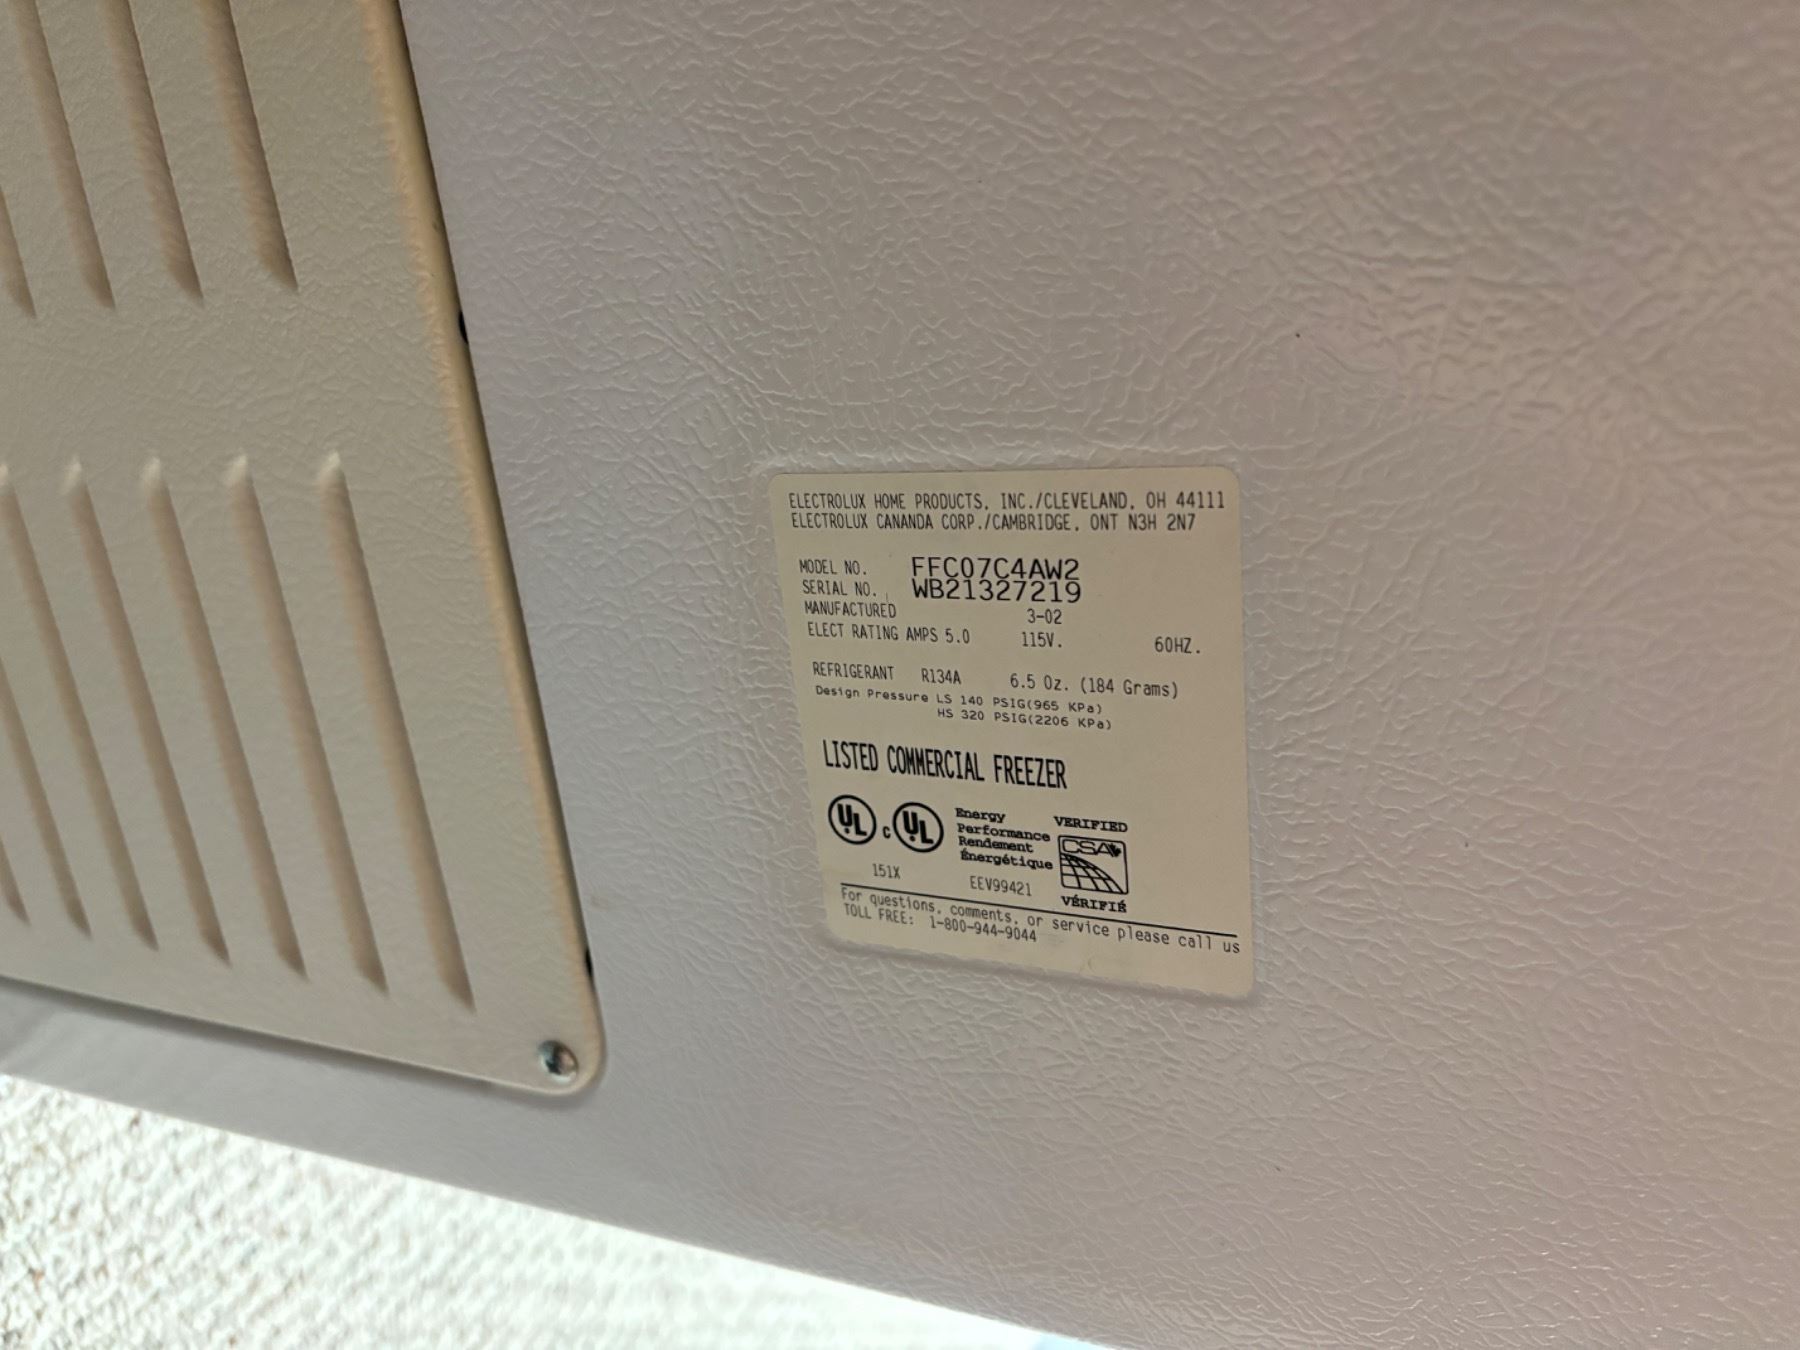 ELECTROLUX HOME PRODUCTS, INC./CLEVELAND, OH 44111
ELECTROLUX CANANDA CORP./CAMBRIDGE, ONT N3H 2N7
MODEL NO. FFC07C4AW2
SERIAL NO. WB21327219
MANUFACTURED 3-02
ELECT RATING AMPS 5.0 115V. 60HZ.
REFRIGERANT R134A 6.5 Oz. (184 Grams)
Design Pressure LS 140 PSIG(965 KPa)
HS 320 PSIG(2206 KPa)
LISTED COMMERCIAL FREEZER
UL c UL
Energy
Performance
Rendement
Énergétique
VERIFIED
CSA
VÉRIFIÉ
151X EEV99421
For questions, comments, or service please call us
TOLL FREE: 1-800-944-9044